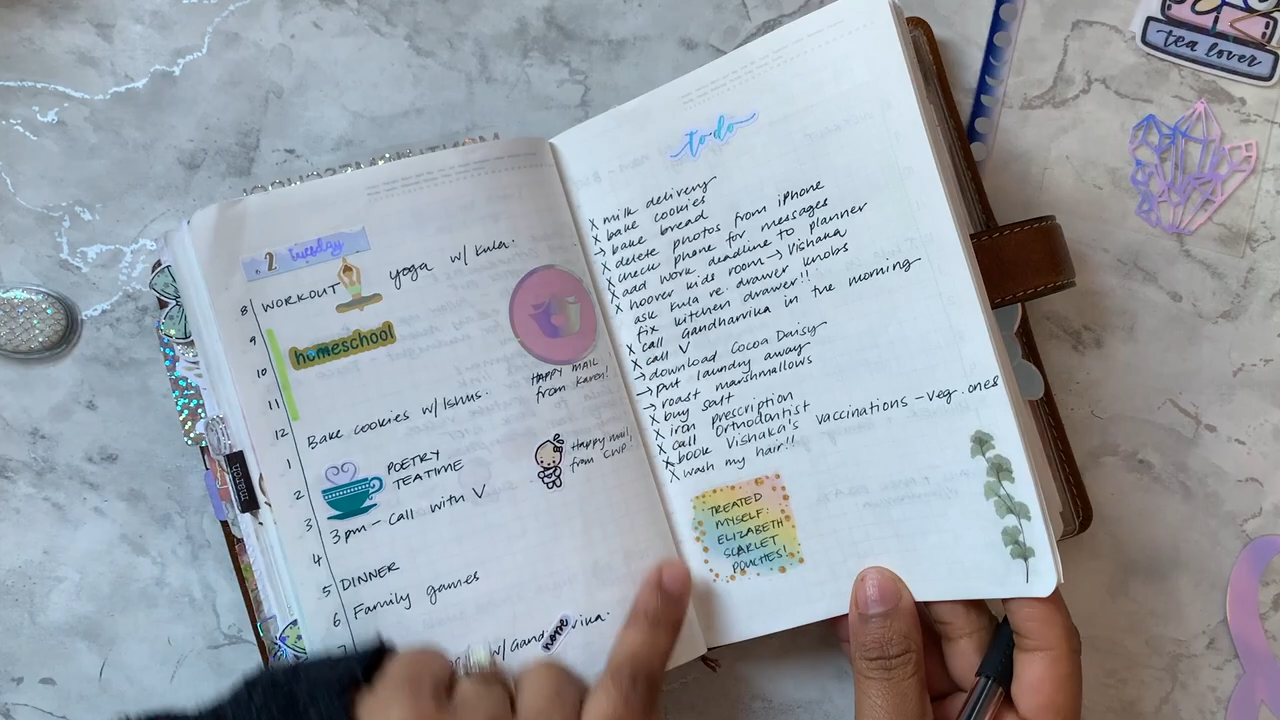 . 2 tuesday
8 WORKOUT
yoga w/ Kula.
9
homeschool
10
11
HAPPY MAIL
from Karen!
12
Bake cookies w/Ishus.
1
POETRY
TEATIME
Happy mail
from CWP!
2
3
3pm - Call with V
4
DINNER
5
Family games
6
7
w/
home
march
to do
X milk delivery
X bake cookies
X bake bread
X delete photos from iPhone
X check phone for messages
→ add work deadline to planner
X hoover kids room → Vishaka
X ask Kula re: drawer knobs
fix kitchen drawer!!
X call gandharvika in the morning
X call V
→ download Cocoa Daisy
→ put laundry away
→ roast marshmallows
X buy salt
X iron prescription
X call Orthodontist
X book Vishaka's vaccinations - veg. ones
X wash my hair!!
TREATED
MYSELF:
ELIZABETH
SCARLET
POUCHES!
tea lover